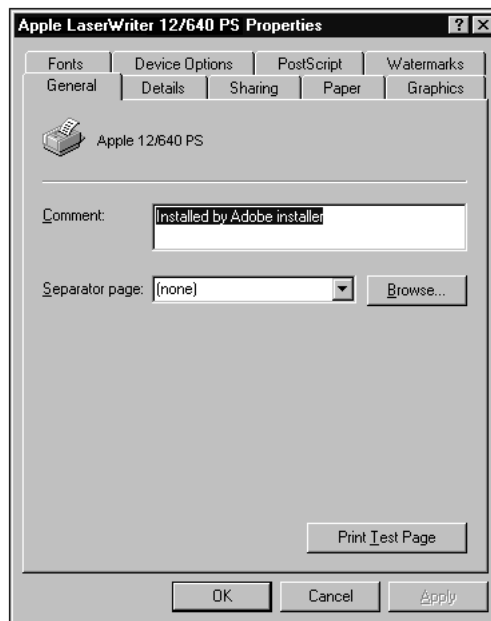 Apple LaserWriter 12/640 PS Properties
Fonts Device Options PostScript Watermarks
General Details Sharing Paper Graphics
Apple 12/640 PS
Comment: Installed by Adobe installer
Separator page: (none) Browse...
Print Test Page
OK Cancel Apply